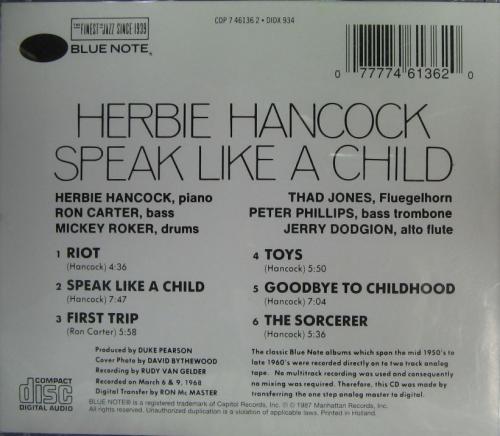 CDP 7 46136 2 • DIDX 934
THE FINEST IN JAZZ SINCE 1939
BLUE NOTE®
0 77774 61362 0
HERBIE HANCOCK
SPEAK LIKE A CHILD
HERBIE HANCOCK, piano
RON CARTER, bass
MICKEY ROKER, drums
THAD JONES, Fluegelhorn
PETER PHILLIPS, bass trombone
JERRY DODGION, alto flute
1 RIOT
(Hancock) 4:36
2 SPEAK LIKE A CHILD
(Hancock) 7:47
3 FIRST TRIP
(Ron Carter) 5:58
4 TOYS
(Hancock) 5:50
5 GOODBYE TO CHILDHOOD
(Hancock) 7:04
6 THE SORCERER
(Hancock) 5:36
Produced by DUKE PEARSON
Cover Photo by DAVID BYTHEWOOD
Recording by RUDY VAN GELDER
Recorded on March 6 & 9, 1968
Digital Transfer by RON McMASTER
The classic Blue Note albums which span the mid 1950's to
late 1960's were recorded directly on to two track analog
tape. No multitrack recording was used and consequently
no mixing was required. Therefore, this CD was made by
transferring the one step analog master to digital.
COMPACT
disc
DIGITAL AUDIO
BLUE NOTE® is a registered trademark of Capitol Records, Inc. ℗ © 1987 Manhattan Records, Inc.
All rights reserved. Unauthorized duplication is a violation of applicable laws. Printed in Holland.